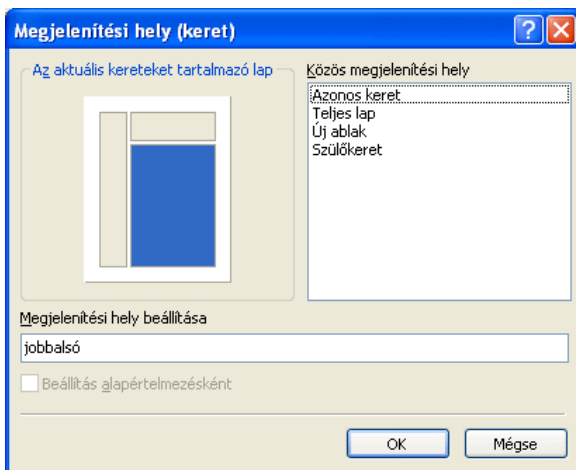 Megjelenítési hely (keret)
Az aktuális kereteket tartalmazó lap
Közös megjelenítési hely
Azonos keret
Teljes lap
Új ablak
Szülőkeret
Megjelenítési hely beállítása
jobbalsó
Beállítás alapértelmezésként
OK
Mégse